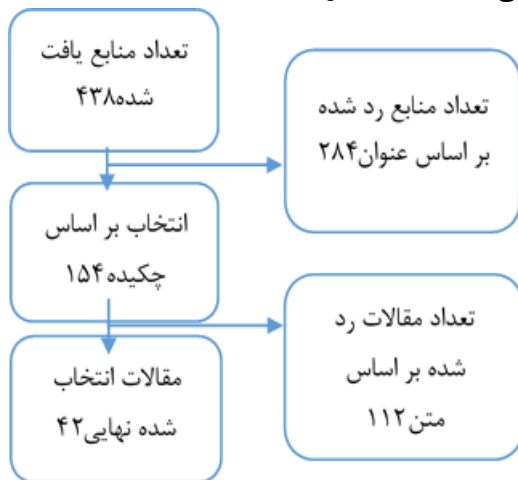 تعداد منابع یافت
شده۴۳۸
تعداد منابع رد شده
بر اساس عنوان۲۸۴
انتخاب بر اساس
چکیده۱۵۴
تعداد مقالات رد
شده بر اساس
متن۱۱۲
مقالات انتخاب
شده نهایی۴۲